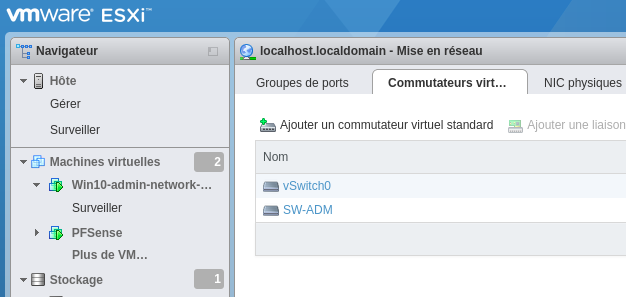 vmware ESXi™
Navigateur
Hôte
Gérer
Surveiller
Machines virtuelles 2
Win10-admin-network-...
Surveiller
PFSense
Plus de VM...
Stockage 1
localhost.localdomain - Mise en réseau
Groupes de ports Commutateurs virt... NIC physiques
Ajouter un commutateur virtuel standard Ajouter une liaison
Nom
vSwitch0
SW-ADM